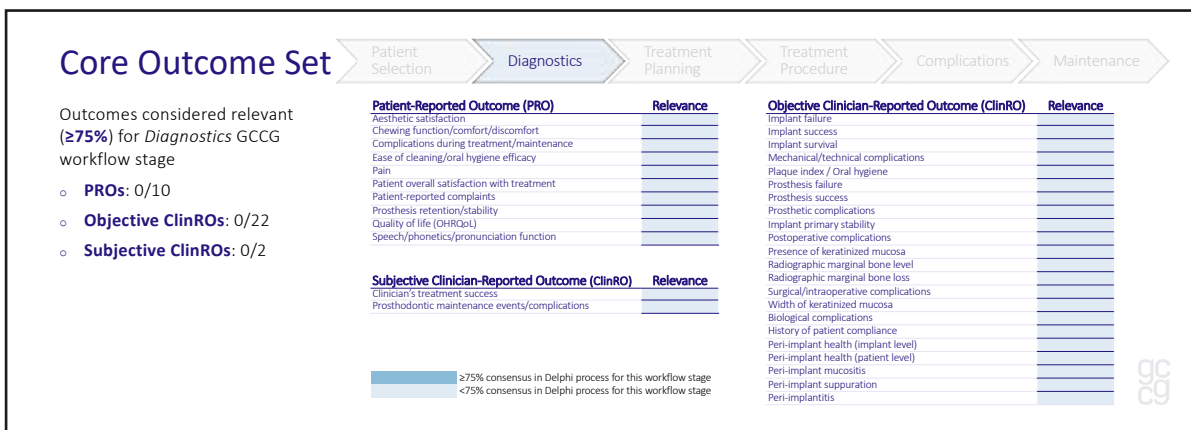 Core Outcome Set
Patient
Selection
Diagnostics
Treatment
Planning
Treatment
Procedure
Complications
Maintenance
Outcomes considered relevant
(≥75%) for Diagnostics GCCG
workflow stage
o PROs: 0/10
o Objective ClinROs: 0/22
o Subjective ClinROs: 0/2
Patient-Reported Outcome (PRO) Relevance
Aesthetic satisfaction
Chewing function/comfort/discomfort
Complications during treatment/maintenance
Ease of cleaning/oral hygiene efficacy
Pain
Patient overall satisfaction with treatment
Patient-reported complaints
Prosthesis retention/stability
Quality of life (OHRQoL)
Speech/phonetics/pronunciation function
Subjective Clinician-Reported Outcome (ClinRO) Relevance
Clinician's treatment success
Prosthodontic maintenance events/complications
≥75% consensus in Delphi process for this workflow stage
<75% consensus in Delphi process for this workflow stage
Objective Clinician-Reported Outcome (ClinRO) Relevance
Implant failure
Implant success
Implant survival
Mechanical/technical complications
Plaque index / Oral hygiene
Prosthesis failure
Prosthesis success
Prosthetic complications
Implant primary stability
Postoperative complications
Presence of keratinized mucosa
Radiographic marginal bone level
Radiographic marginal bone loss
Surgical/intraoperative complications
Width of keratinized mucosa
Biological complications
History of patient compliance
Peri-implant health (implant level)
Peri-implant health (patient level)
Peri-implant mucositis
Peri-implant suppuration
Peri-implantitis
gc
cg